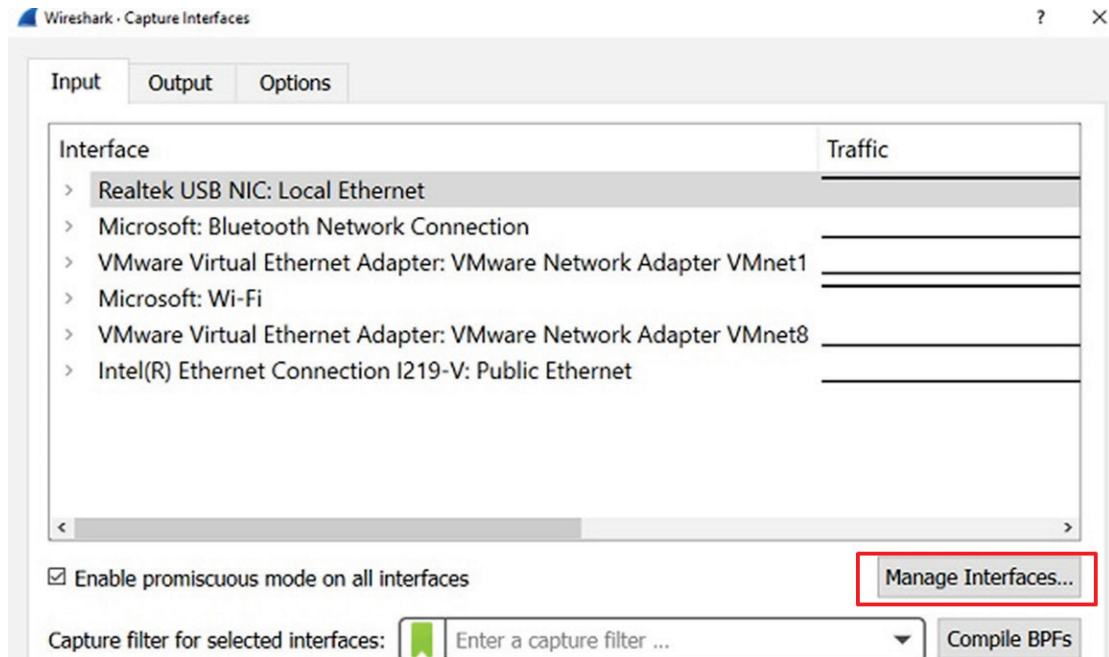 Wireshark · Capture Interfaces
?
×
Input Output Options
Interface Traffic
Realtek USB NIC: Local Ethernet
Microsoft: Bluetooth Network Connection
VMware Virtual Ethernet Adapter: VMware Network Adapter VMnet1
Microsoft: Wi-Fi
VMware Virtual Ethernet Adapter: VMware Network Adapter VMnet8
Intel(R) Ethernet Connection I219-V: Public Ethernet
Enable promiscuous mode on all interfaces
Manage Interfaces...
Capture filter for selected interfaces: Enter a capture filter ... Compile BPFs